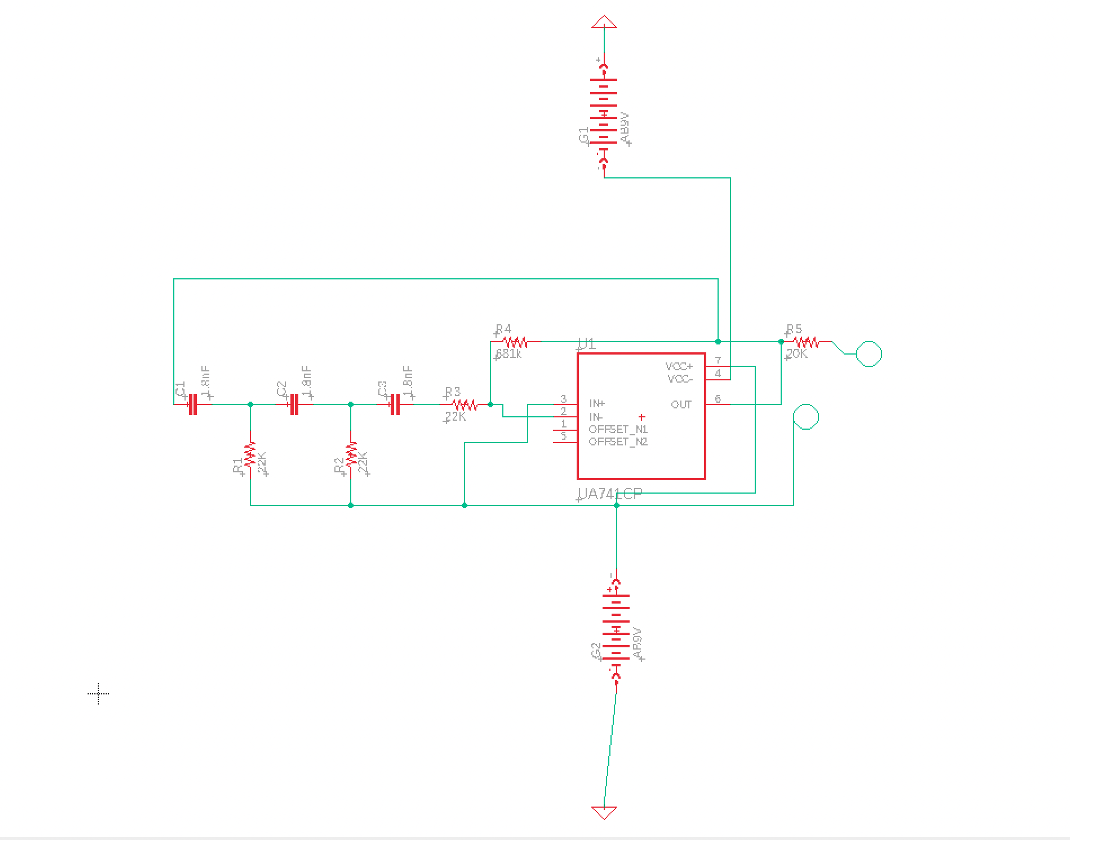 G1
AB9V
R4
681k
U1
R5
20K
C1
1.8nF
C2
1.8nF
C3
1.8nF
R3
22K
VCC+
7
VCC-
4
3
IN+
OUT
6
2
IN-
1
OFFSET_N1
5
OFFSET_N2
R1
22K
R2
22K
UA741CP
G2
AB9V